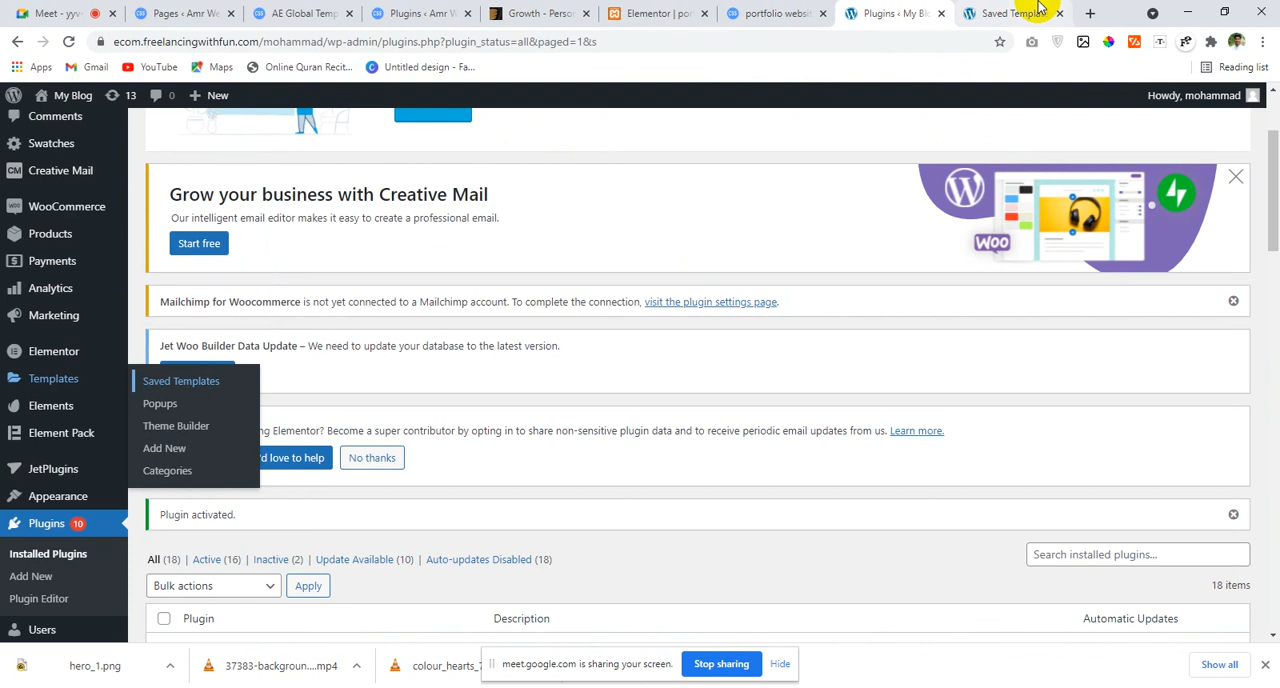 Meet - yyv-
Pages ‹ Amr We
AE Global Temp
Plugins ‹ Amr W
Growth - Person
Elementor | por
portfolio websit
Plugins ‹ My Blo
Saved Templat
ecom.freelancingwithfun.com/mohammad/wp-admin/plugins.php?plugin_status=all&paged=1&s
Apps
Gmail
YouTube
Maps
Online Quran Recit...
Untitled design - Fa...
Reading list
My Blog
13
0
New
Howdy, mohammad
Comments
Swatches
Creative Mail
WooCommerce
Products
Payments
Analytics
Marketing
Elementor
Templates
Elements
Element Pack
JetPlugins
Appearance
Plugins 10
Installed Plugins
Add New
Plugin Editor
Users
Saved Templates
Popups
Theme Builder
Add New
Categories
Grow your business with Creative Mail
Our intelligent email editor makes it easy to create a professional email.
Start free
WOO
Mailchimp for Woocommerce is not yet connected to a Mailchimp account. To complete the connection, visit the plugin settings page.
Jet Woo Builder Data Update – We need to update your database to the latest version.
ing Elementor? Become a super contributor by opting in to share non-sensitive plugin data and to receive periodic email updates from us. Learn more.
'd love to help
No thanks
Plugin activated.
All (18) | Active (16) | Inactive (2) | Update Available (10) | Auto-updates Disabled (18)
Search installed plugins...
Bulk actions
Apply
18 items
Plugin
Description
Automatic Updates
hero_1.png
37383-backgroun....mp4
colour_hearts_
meet.google.com is sharing your screen.
Stop sharing
Hide
Show all